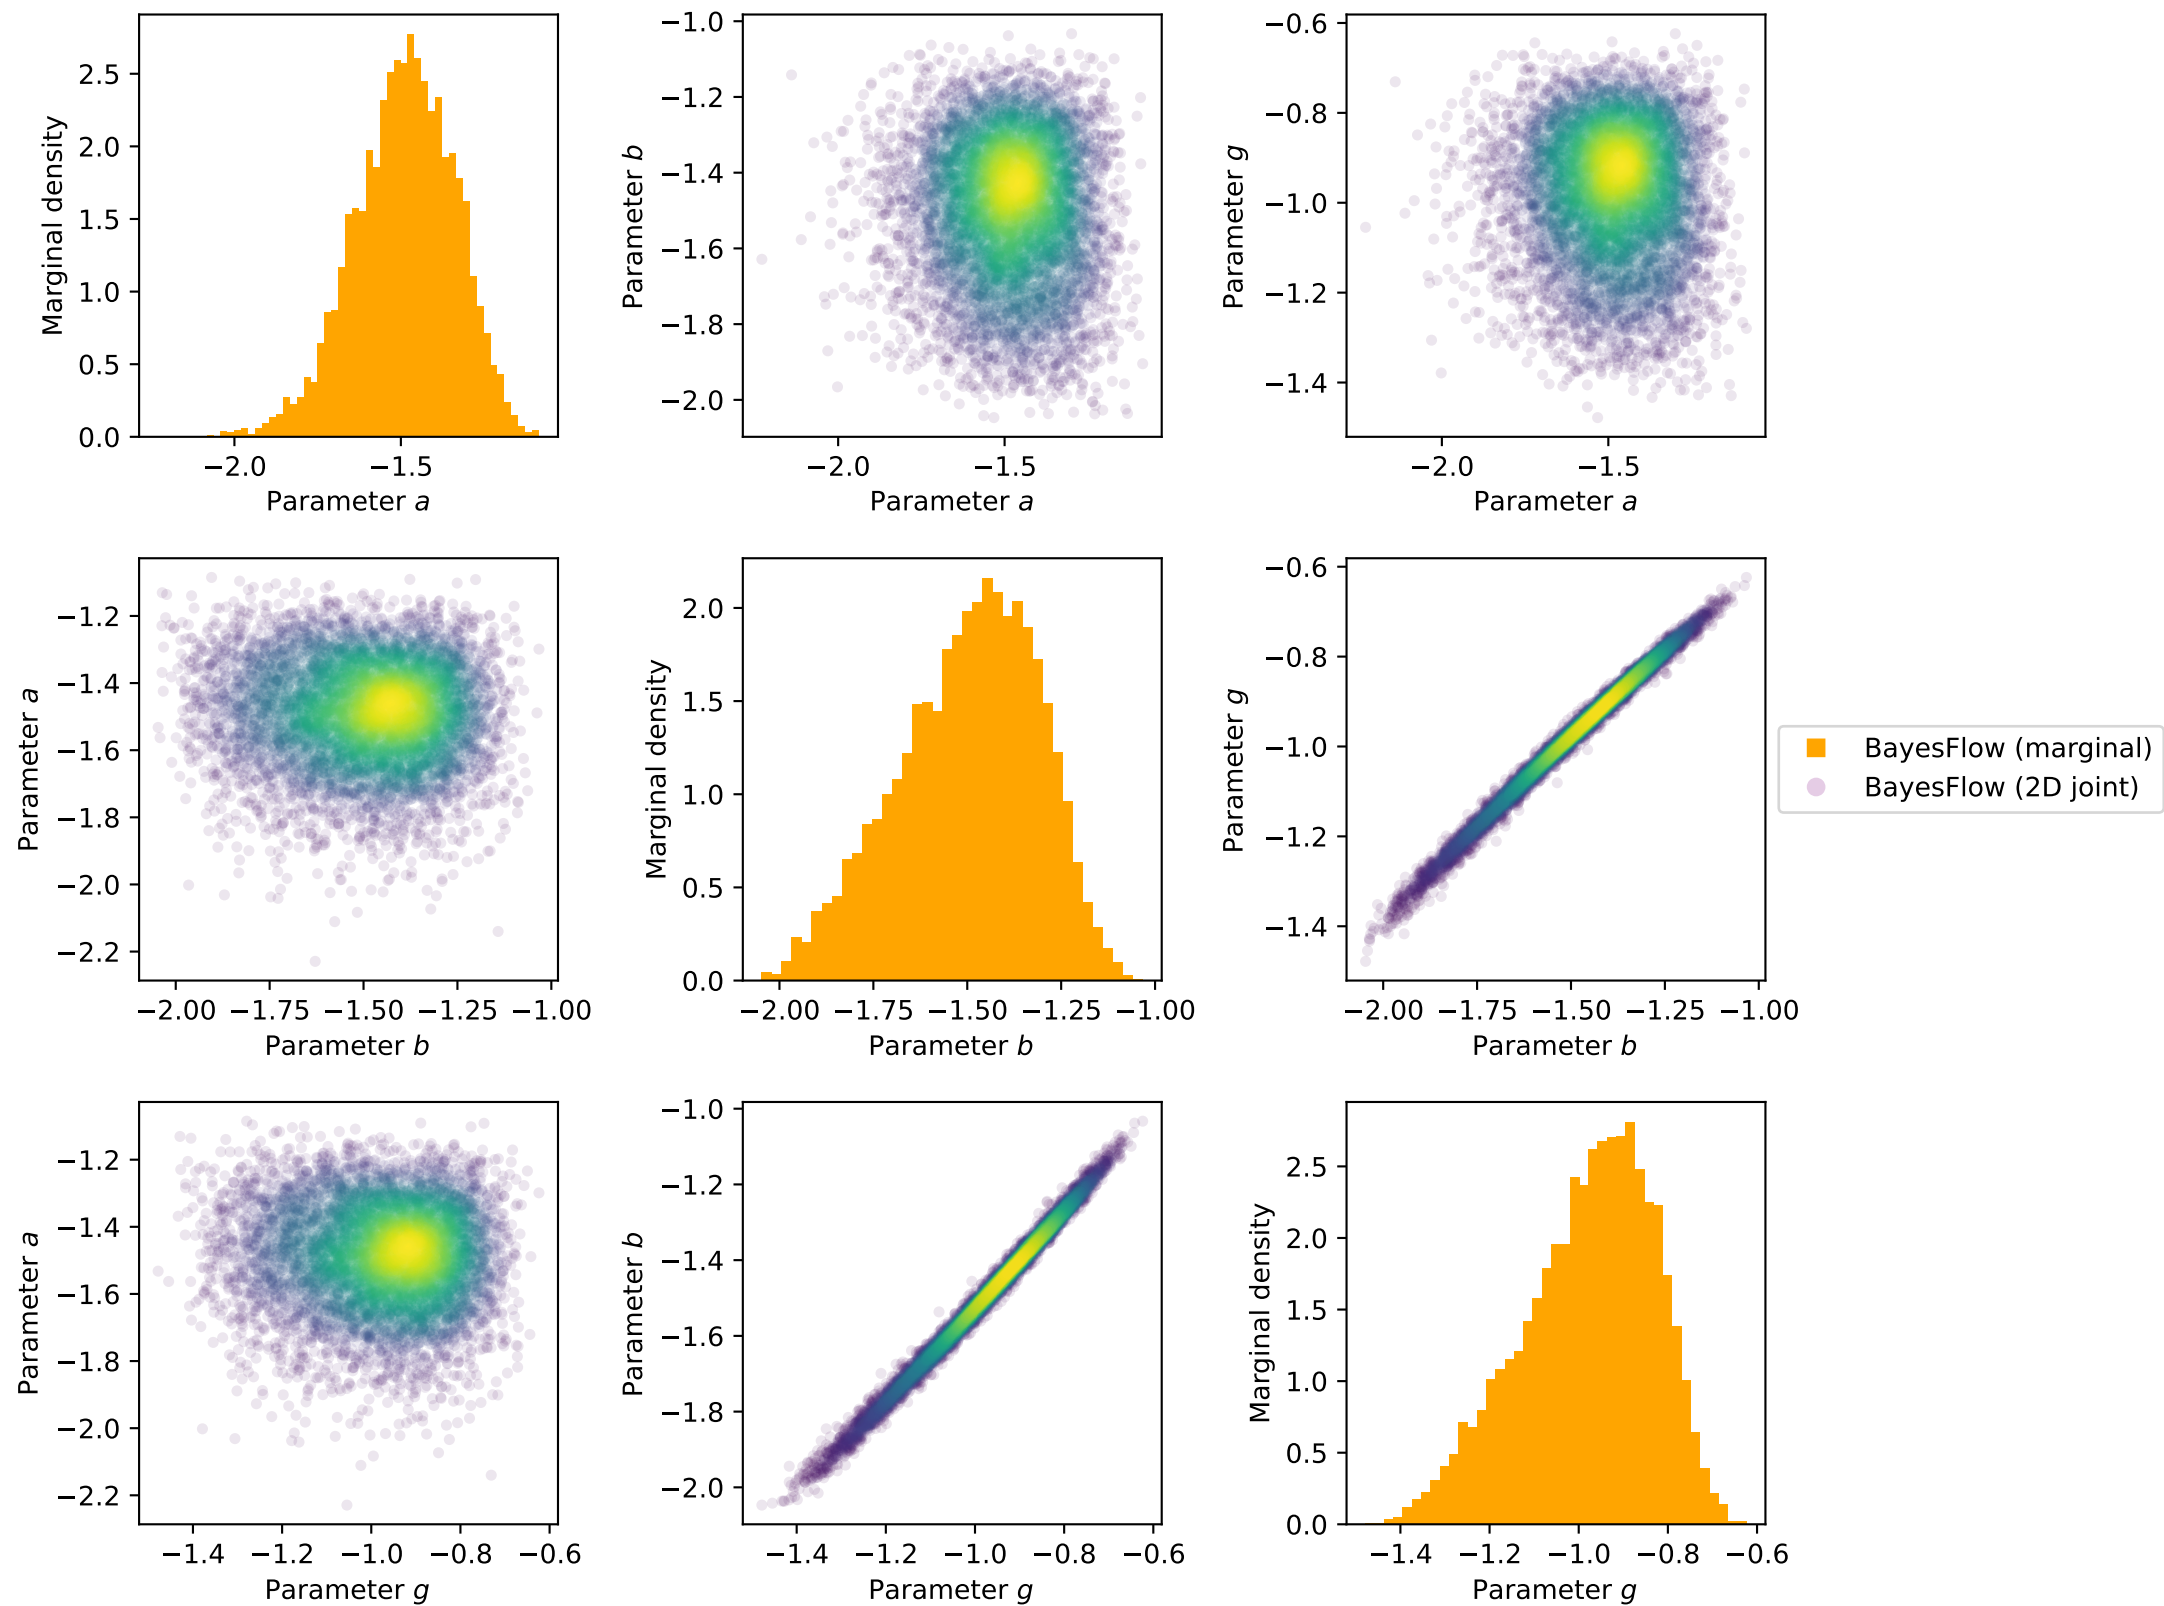 2.5
2.0
1.5
1.0
0.5
0.0
Marginal density
−2.0 −1.5
Parameter a
−1.0
−1.2
−1.4
−1.6
−1.8
−2.0
Parameter b
−2.0 −1.5
Parameter a
−0.6
−0.8
−1.0
−1.2
−1.4
Parameter g
−2.0 −1.5
Parameter a
−1.2
−1.4
−1.6
−1.8
−2.0
−2.2
Parameter a
−2.00 −1.75 −1.50 −1.25 −1.00
Parameter b
2.0
1.5
1.0
0.5
0.0
Marginal density
−2.00 −1.75 −1.50 −1.25 −1.00
Parameter b
−0.6
−0.8
−1.0
−1.2
−1.4
Parameter g
−2.00 −1.75 −1.50 −1.25 −1.00
Parameter b
BayesFlow (marginal)
BayesFlow (2D joint)
−1.2
−1.4
−1.6
−1.8
−2.0
−2.2
Parameter a
−1.4 −1.2 −1.0 −0.8 −0.6
Parameter g
−1.0
−1.2
−1.4
−1.6
−1.8
−2.0
Parameter b
−1.4 −1.2 −1.0 −0.8 −0.6
Parameter g
2.5
2.0
1.5
1.0
0.5
0.0
Marginal density
−1.4 −1.2 −1.0 −0.8 −0.6
Parameter g